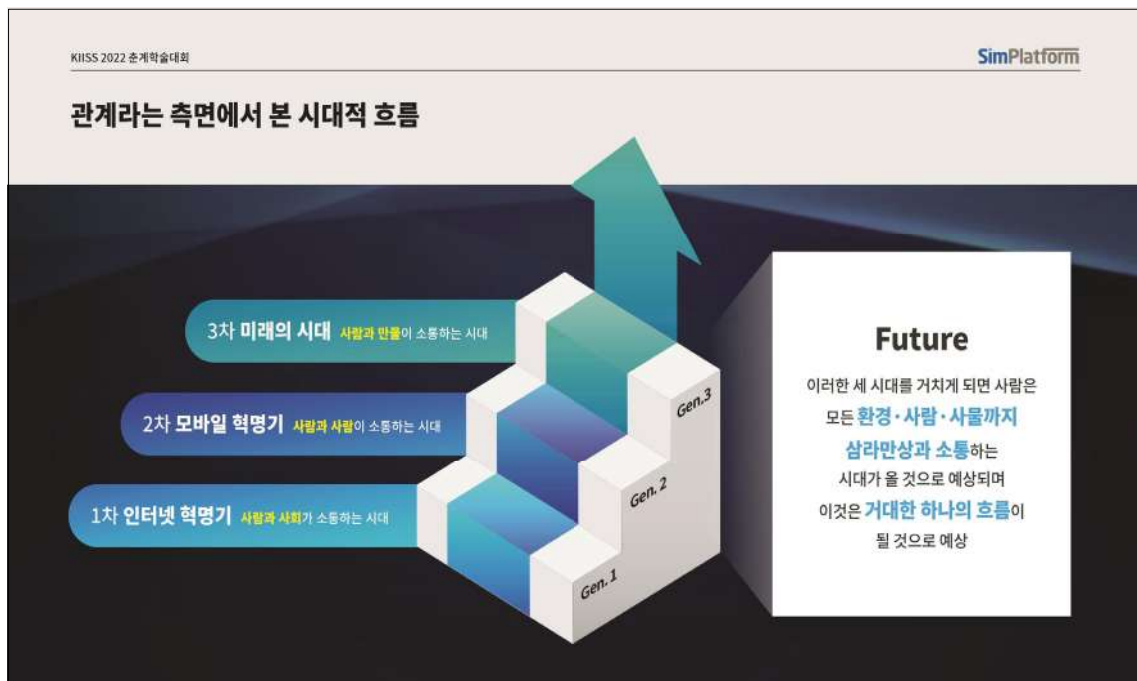 KIISS 2022 춘계학술대회
SimPlatform
관계라는 측면에서 본 시대적 흐름
3차 미래의 시대 사람과 만물이 소통하는 시대
2차 모바일 혁명기 사람과 사람이 소통하는 시대
1차 인터넷 혁명기 사람과 사회가 소통하는 시대
Gen.3
Gen. 2
Gen. 1
Future
이러한 세 시대를 거치게 되면 사람은
모든 환경·사람·사물까지
삼라만상과 소통하는
시대가 올 것으로 예상되며
이것은 거대한 하나의 흐름이
될 것으로 예상